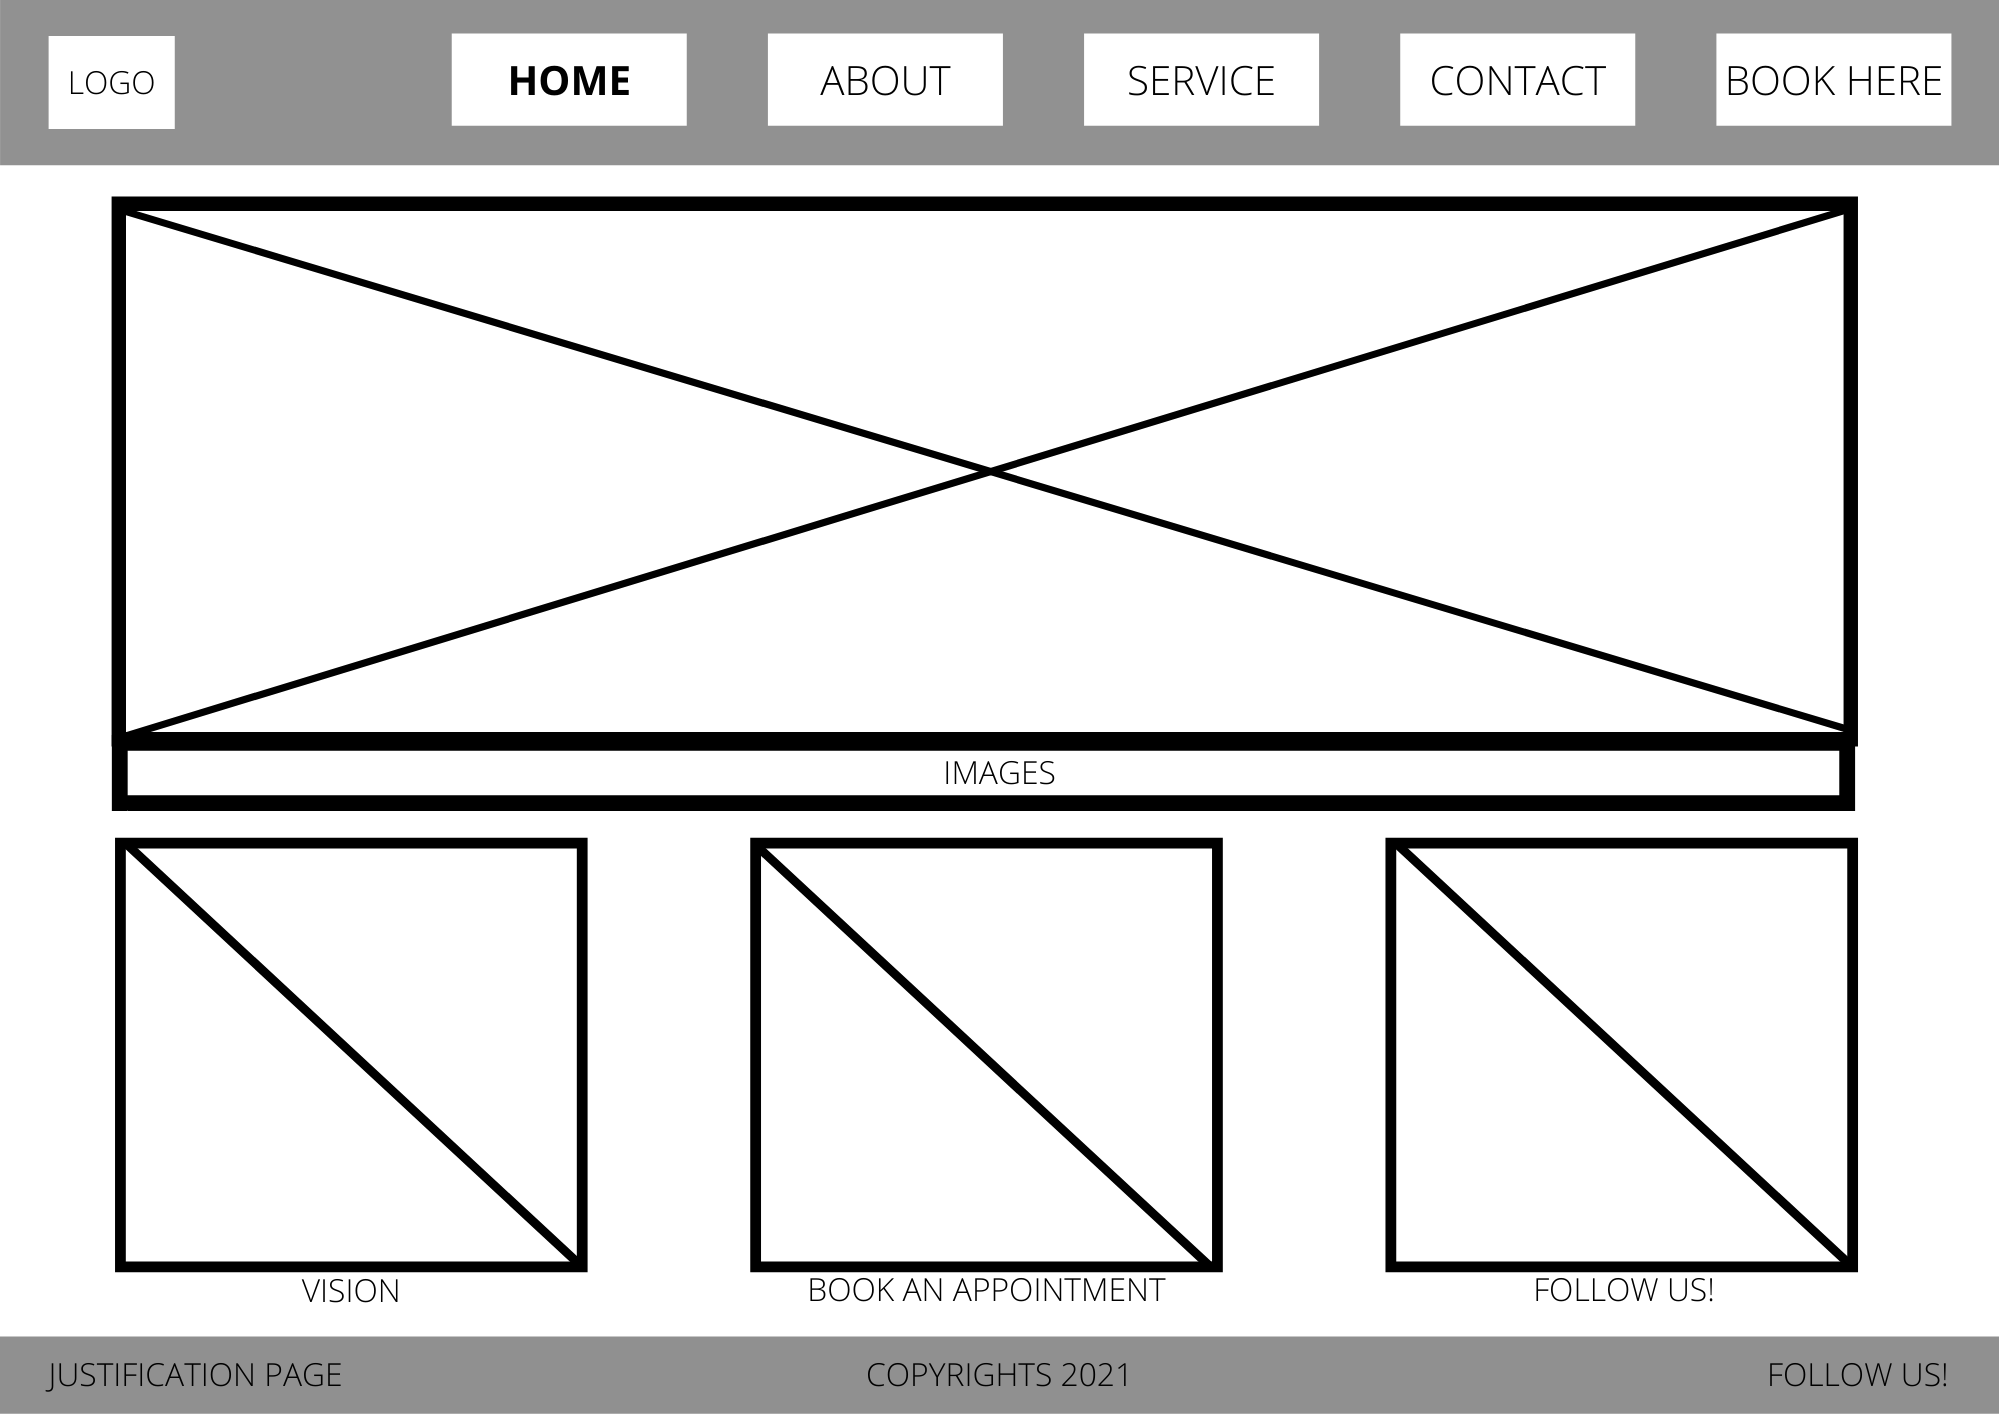 LOGO
HOME
ABOUT
SERVICE
CONTACT
BOOK HERE
IMAGES
VISION
BOOK AN APPOINTMENT
FOLLOW US!
JUSTIFICATION PAGE
COPYRIGHTS 2021
FOLLOW US!